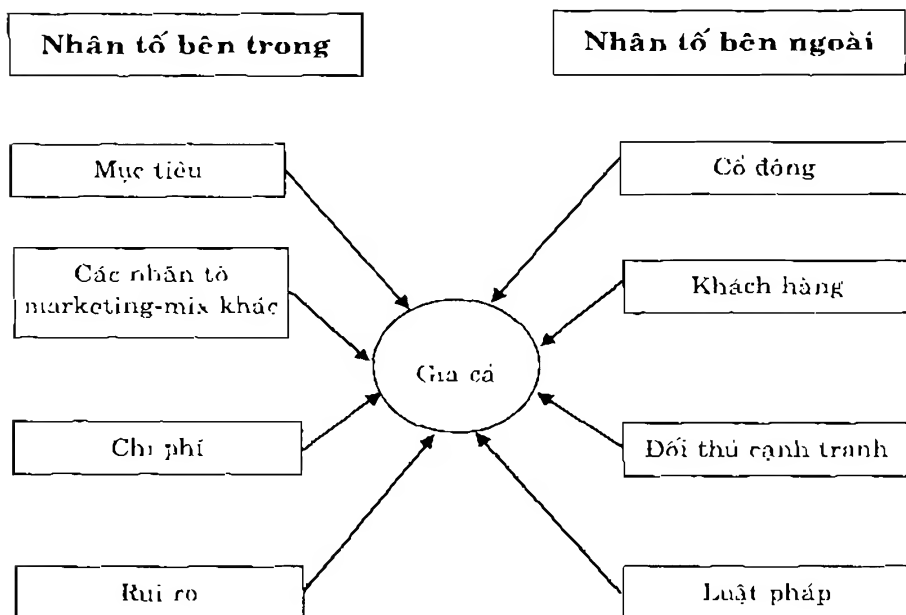 Nhân tố bên trong
Nhân tố bên ngoài
Mục tiêu
Cổ đông
Các nhân tố
marketing-mix khác
Khách hàng
Giá cả
Chi phí
Đối thủ cạnh tranh
Rủi ro
Luật pháp